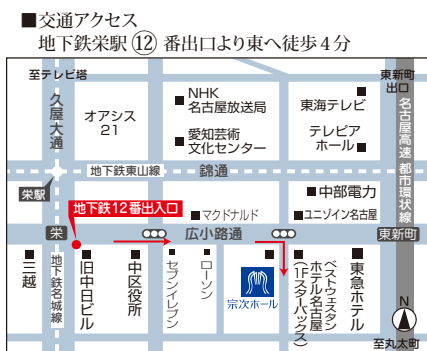 ■交通アクセス
地下鉄栄駅⑫番出口より東へ徒歩4分
至テレビ塔
東新町
出口
久屋大通
オアシス
21
NHK
名古屋放送局
愛知芸術
文化センター
東海テレビ
テレピア
ホール
名古屋高速 都市環状線
地下鉄東山線
錦通
栄駅
地下鉄12番出入口
中部電力
マクドナルド
ユニゾイン名古屋
栄
広小路通
東新町
三越
地下鉄名城線
旧中日ビル
中区役所
セブンイレブン
ローソン
宗次ホール
ベストウェスタン
ホテル名古屋
(1Fスターバックス)
東急ホテル
N
至丸太町